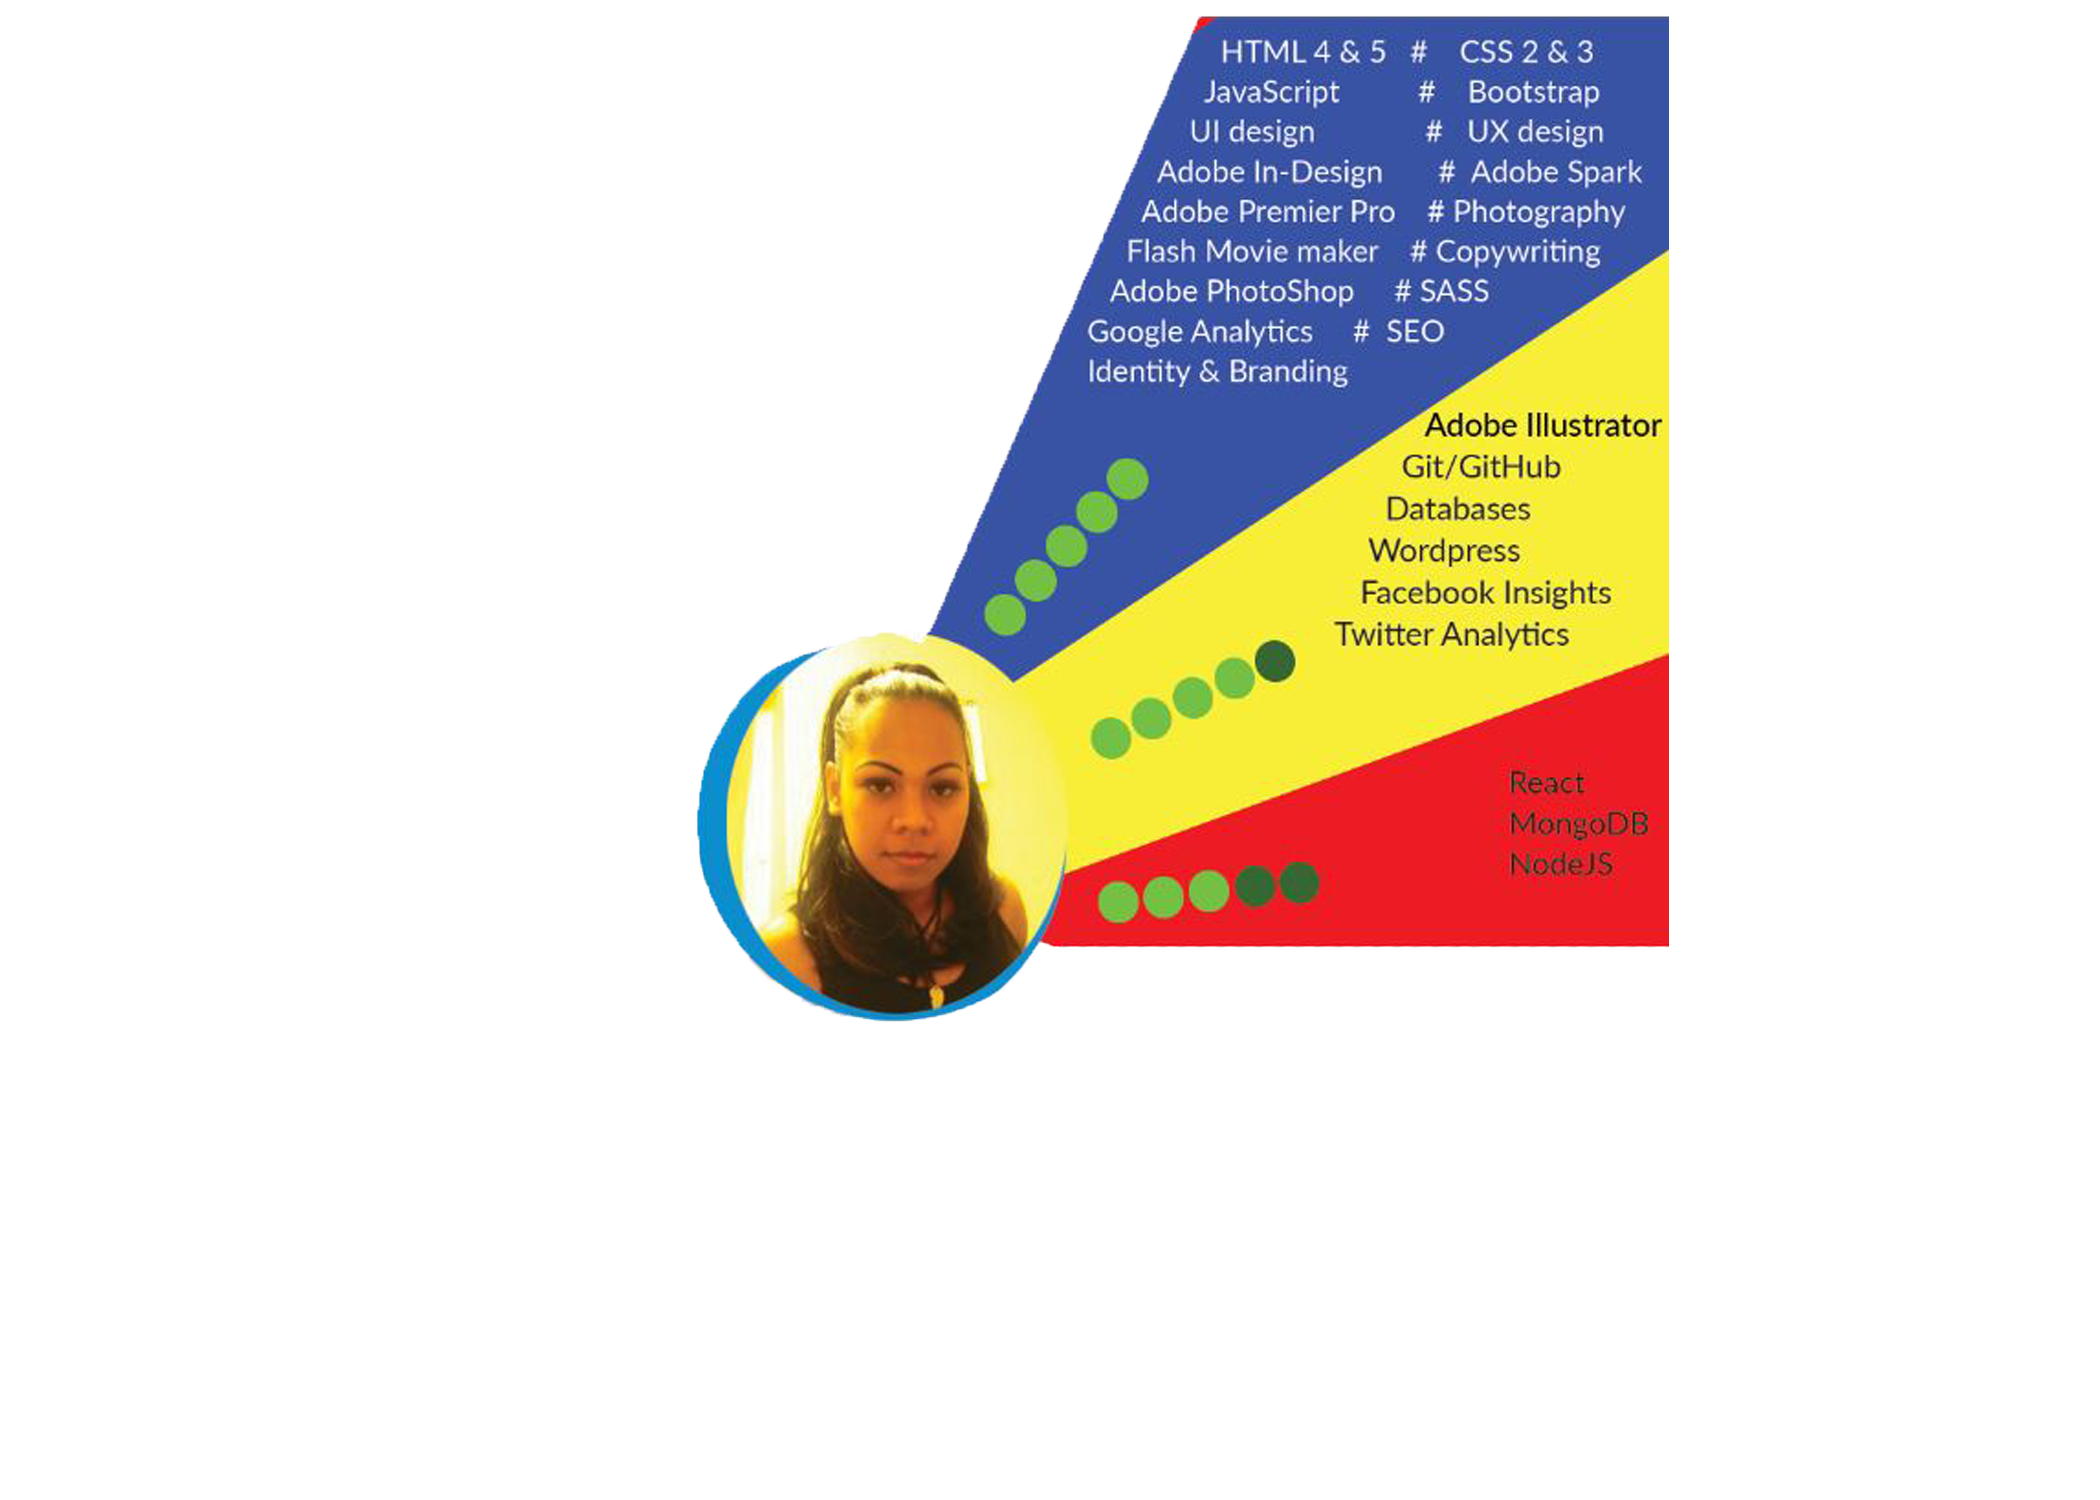 HTML 4 & 5 # CSS 2 & 3
JavaScript # Bootstrap
UI design # UX design
Adobe In-Design # Adobe Spark
Adobe Premier Pro # Photography
Flash Movie maker # Copywriting
Adobe PhotoShop # SASS
Google Analytics # SEO
Identity & Branding
Adobe Illustrator
Git/GitHub
Databases
Wordpress
Facebook Insights
Twitter Analytics
React
MongoDB
NodeJS